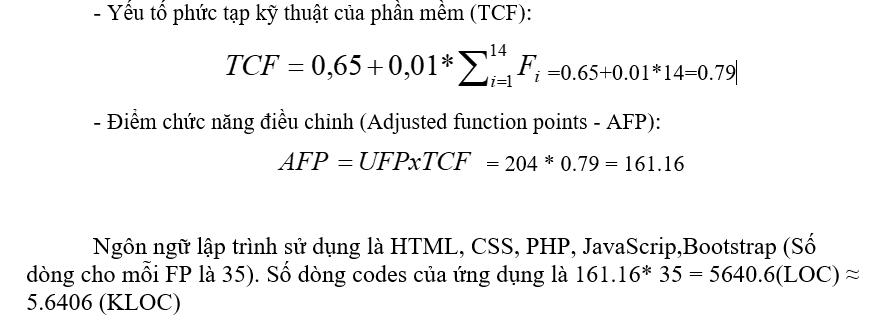 - Yếu tố phức tạp kỹ thuật của phần mềm (TCF):
TCF = 0,65 + 0,01* ∑_{i=1}^{14} F_i =0.65+0.01*14=0.79
- Điểm chức năng điều chỉnh (Adjusted function points - AFP):
AFP = UFPxTCF = 204 * 0.79 = 161.16
Ngôn ngữ lập trình sử dụng là HTML, CSS, PHP, JavaScrip,Bootstrap (Số
dòng cho mỗi FP là 35). Số dòng codes của ứng dụng là 161.16* 35 = 5640.6(LOC) ≈
5.6406 (KLOC)